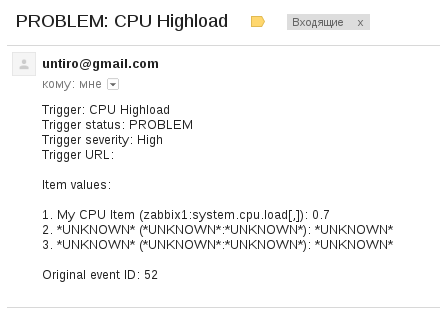 PROBLEM: CPU Highload Входящие x
untiro@gmail.com
кому: мне
Trigger: CPU Highload
Trigger status: PROBLEM
Trigger severity: High
Trigger URL:
Item values:
1. My CPU Item (zabbix1:system.cpu.load[,]): 0.7
2. *UNKNOWN* (*UNKNOWN*:*UNKNOWN*): *UNKNOWN*
3. *UNKNOWN* (*UNKNOWN*:*UNKNOWN*): *UNKNOWN*
Original event ID: 52